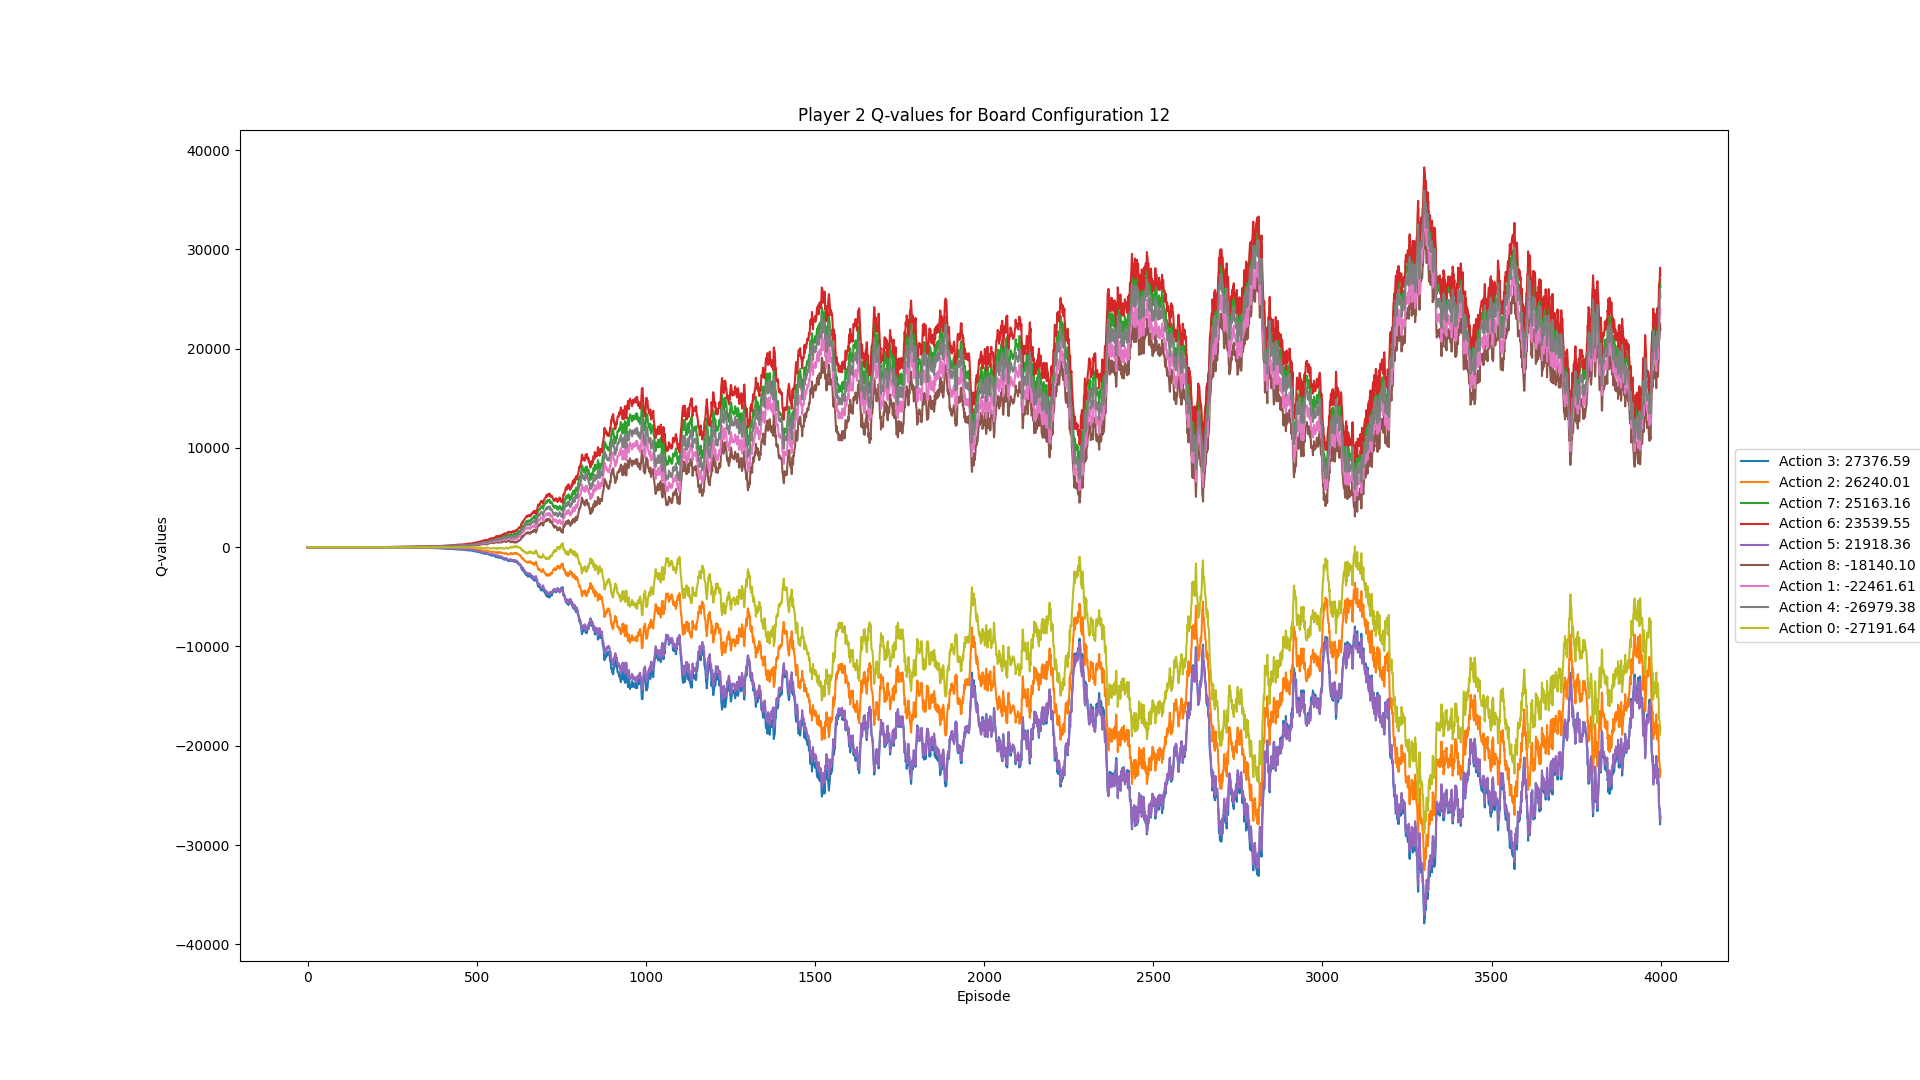 Player 2 Q-values for Board Configuration 12
40000
30000
20000
10000
0
−10000
−20000
−30000
−40000
Q-values
0
500
1000
1500
2000
2500
3000
3500
4000
Episode
Action 3: 27376.59
Action 2: 26240.01
Action 7: 25163.16
Action 6: 23539.55
Action 5: 21918.36
Action 8: -18140.10
Action 1: -22461.61
Action 4: -26979.38
Action 0: -27191.64